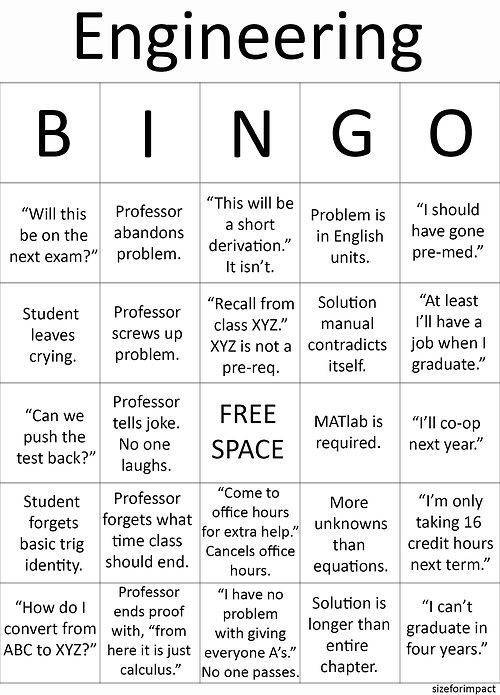 Engineering
B I N G O
“Will this
be on the
next exam?”
Professor
abandons
problem.
“This will be
a short
derivation.”
It isn’t.
Problem is
in English
units.
“I should
have gone
pre-med.”
Student
leaves
crying.
Professor
screws up
problem.
“Recall from
class XYZ.”
XYZ is not a
pre-req.
Solution
manual
contradicts
itself.
“At least
I’ll have a
job when I
graduate.”
“Can we
push the
test back?”
Professor
tells joke.
No one
laughs.
FREE
SPACE
MATlab is
required.
“I’ll co-op
next year.”
Student
forgets
basic trig
identity.
Professor
forgets what
time class
should end.
“Come to
office hours
for extra help.”
Cancels office
hours.
More
unknowns
than
equations.
“I’m only
taking 16
credit hours
next term.”
“How do I
convert from
ABC to XYZ?”
Professor
ends proof
with, “from
here it is just
calculus.”
“I have no
problem
with giving
everyone A’s.”
No one passes.
Solution is
longer than
entire
chapter.
“I can’t
graduate in
four years.”
sizeforimpact